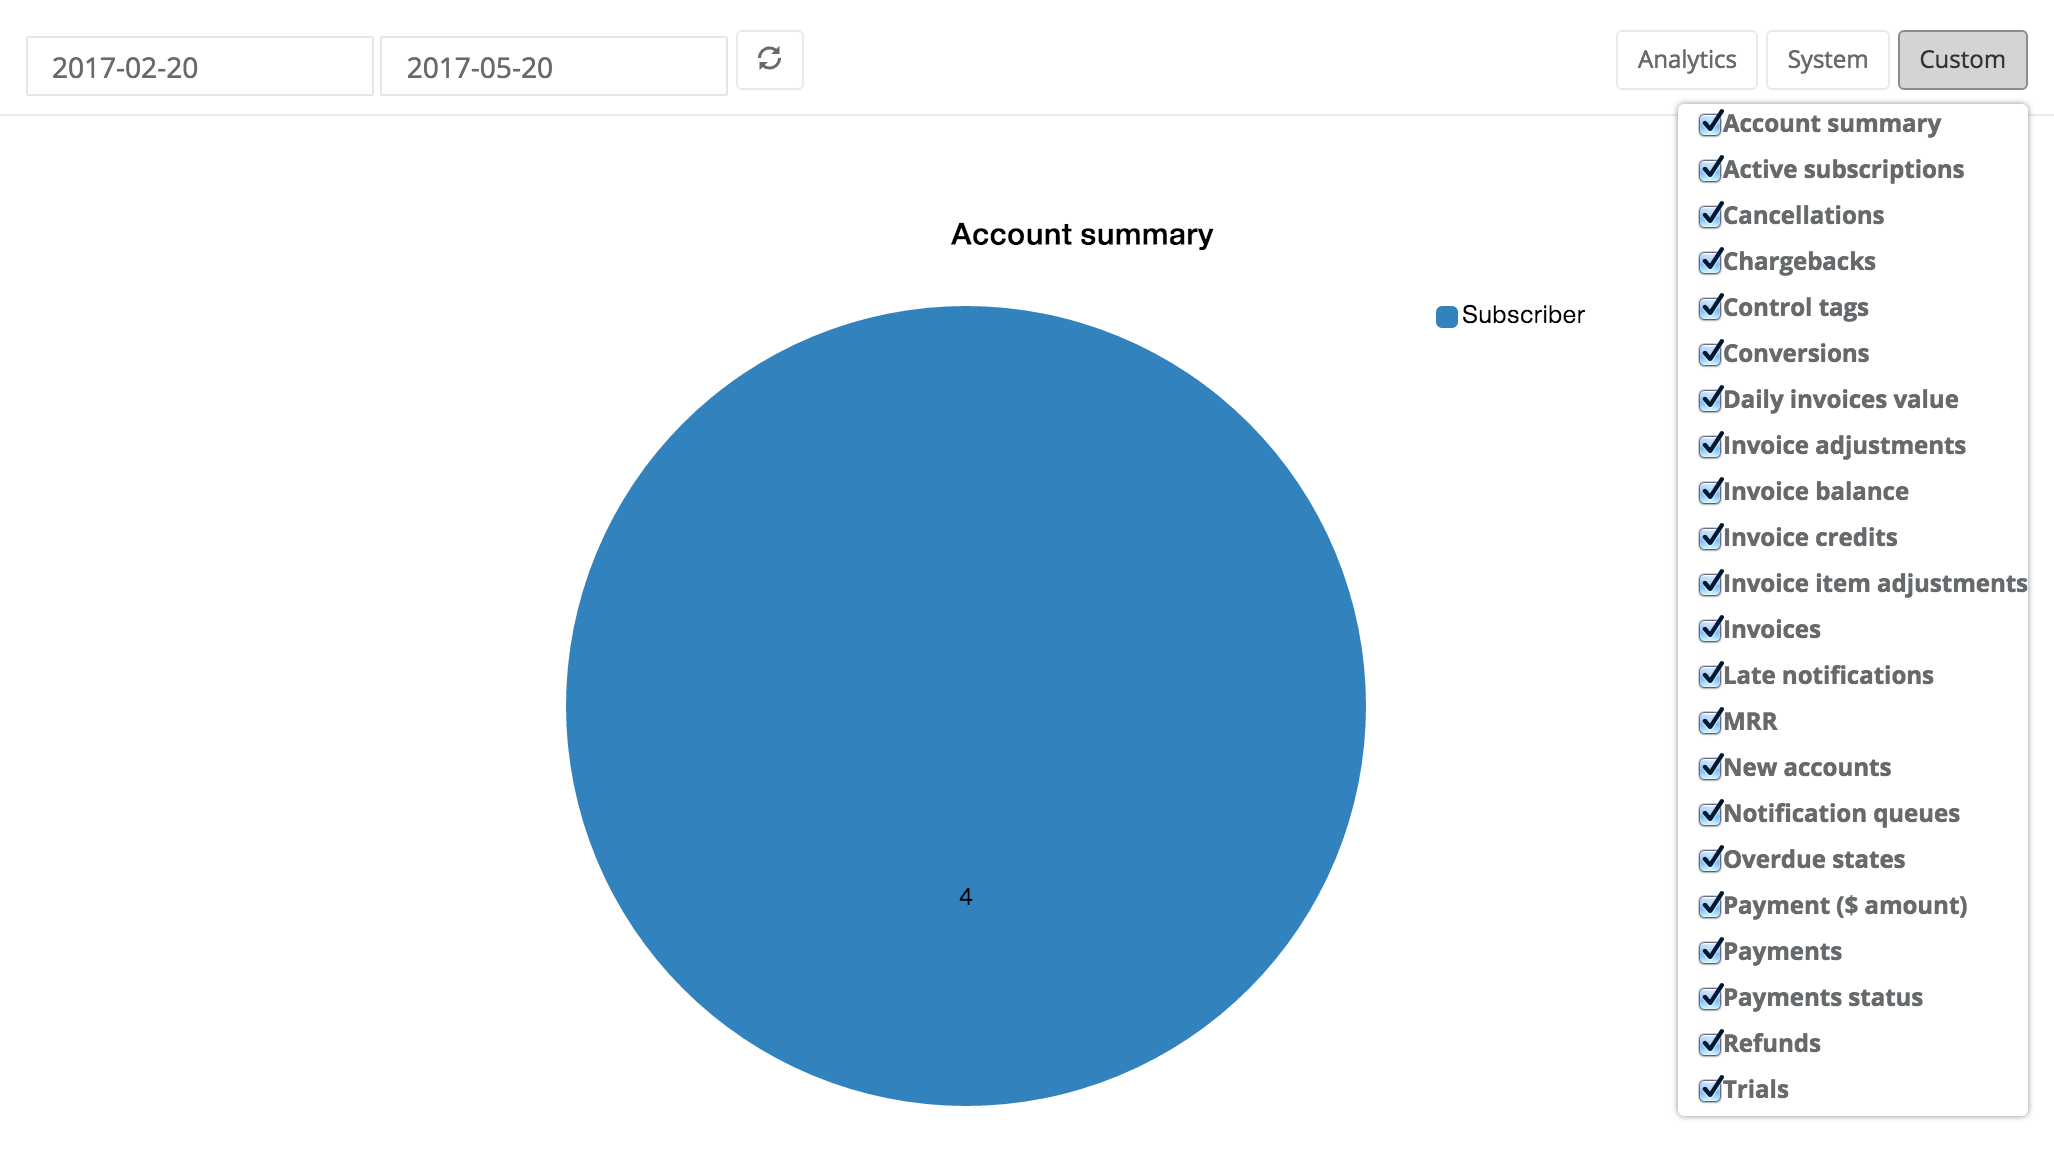 2017-02-20
2017-05-20
Analytics
System
Custom
Account summary
Subscriber
4
Account summary
Active subscriptions
Cancellations
Chargebacks
Control tags
Conversions
Daily invoices value
Invoice adjustments
Invoice balance
Invoice credits
Invoice item adjustments
Invoices
Late notifications
MRR
New accounts
Notification queues
Overdue states
Payment ($ amount)
Payments
Payments status
Refunds
Trials